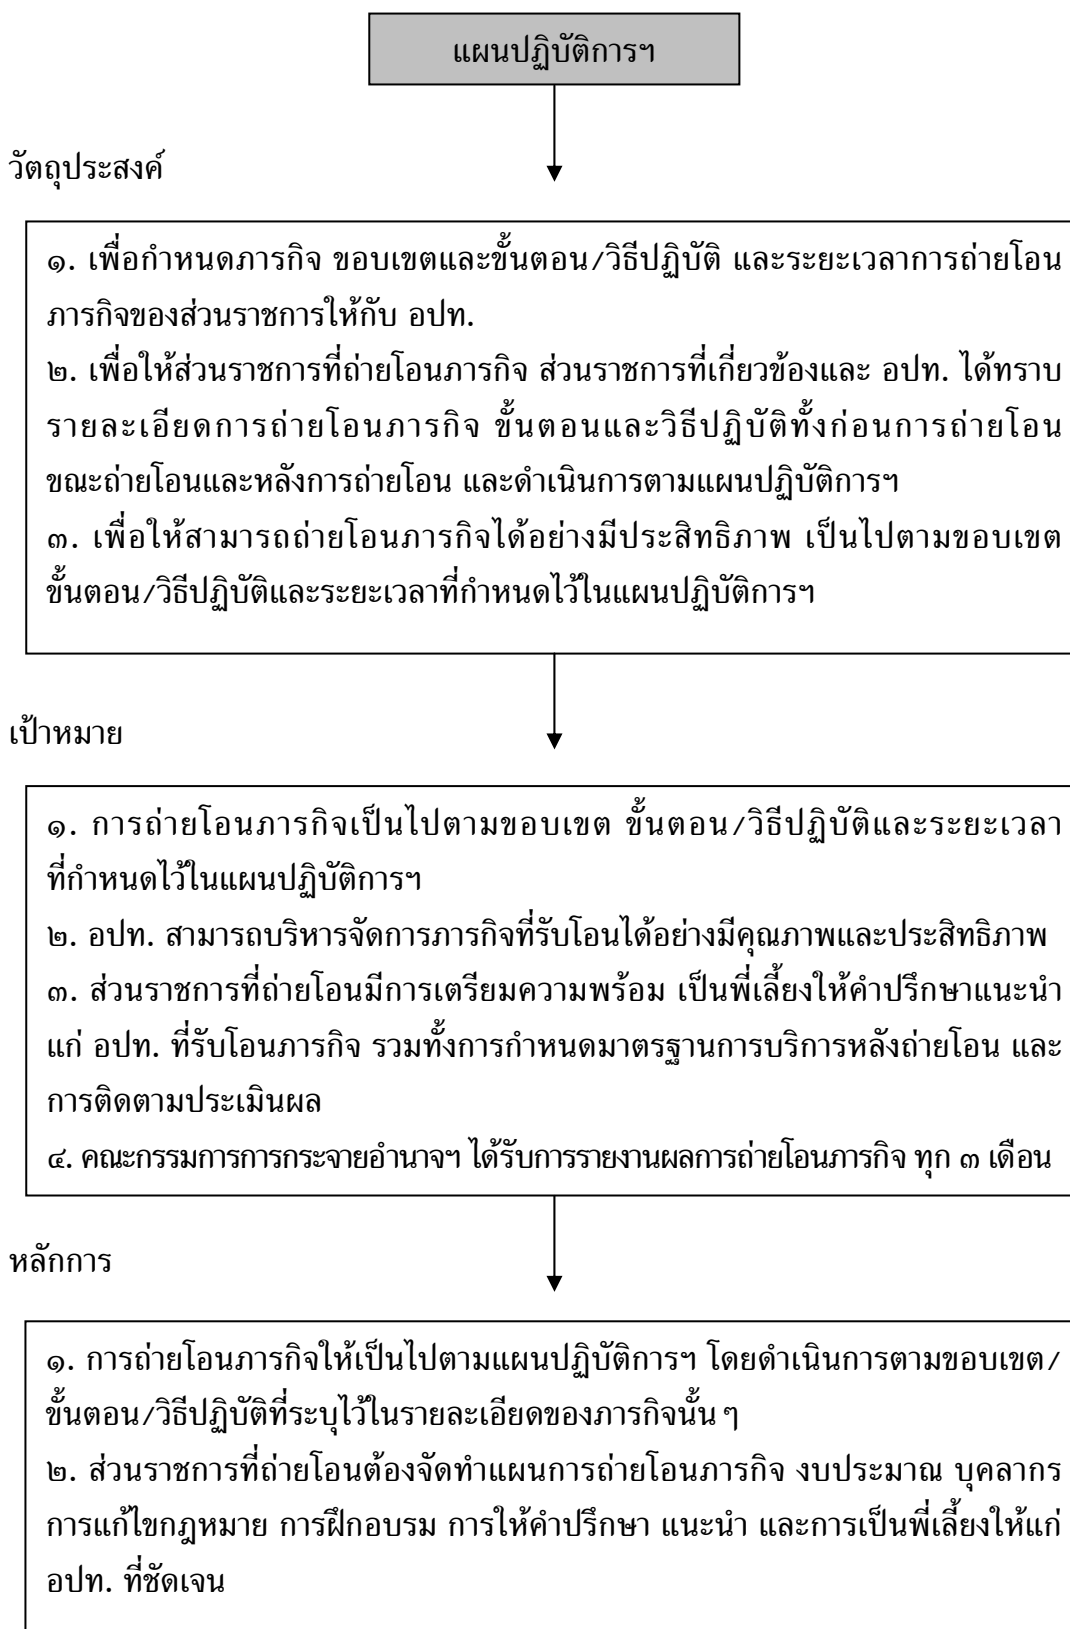 แผนปฏิบัติการฯ
วัตถุประสงค์
๑. เพื่อกำหนดภารกิจ ขอบเขตและขั้นตอน/วิธีปฏิบัติ และระยะเวลาการถ่ายโอน
ภารกิจของส่วนราชการให้กับ อปท.
๒. เพื่อให้ส่วนราชการที่ถ่ายโอนภารกิจ ส่วนราชการที่เกี่ยวข้องและ อปท. ได้ทราบ
รายละเอียดการถ่ายโอนภารกิจ ขั้นตอนและวิธีปฏิบัติทั้งก่อนการถ่ายโอน
ขณะถ่ายโอนและหลังการถ่ายโอน และดำเนินการตามแผนปฏิบัติการฯ
๓. เพื่อให้สามารถถ่ายโอนภารกิจได้อย่างมีประสิทธิภาพ เป็นไปตามขอบเขต
ขั้นตอน/วิธีปฏิบัติและระยะเวลาที่กำหนดไว้ในแผนปฏิบัติการฯ
เป้าหมาย
๑. การถ่ายโอนภารกิจเป็นไปตามขอบเขต ขั้นตอน/วิธีปฏิบัติและระยะเวลา
ที่กำหนดไว้ในแผนปฏิบัติการฯ
๒. อปท. สามารถบริหารจัดการภารกิจที่รับโอนได้อย่างมีคุณภาพและประสิทธิภาพ
๓. ส่วนราชการที่ถ่ายโอนมีการเตรียมความพร้อม เป็นพี่เลี้ยงให้คำปรึกษาแนะนำ
แก่ อปท. ที่รับโอนภารกิจ รวมทั้งการกำหนดมาตรฐานการบริการหลังถ่ายโอน และ
การติดตามประเมินผล
๔. คณะกรรมการการกระจายอำนาจฯ ได้รับการรายงานผลการถ่ายโอนภารกิจ ทุก ๓ เดือน
หลักการ
๑. การถ่ายโอนภารกิจให้เป็นไปตามแผนปฏิบัติการฯ โดยดำเนินการตามขอบเขต/
ขั้นตอน/วิธีปฏิบัติที่ระบุไว้ในรายละเอียดของภารกิจนั้น ๆ
๒. ส่วนราชการที่ถ่ายโอนต้องจัดทำแผนการถ่ายโอนภารกิจ งบประมาณ บุคลากร
การแก้ไขกฎหมาย การฝึกอบรม การให้คำปรึกษา แนะนำ และการเป็นพี่เลี้ยงให้แก่
อปท. ที่ชัดเจน